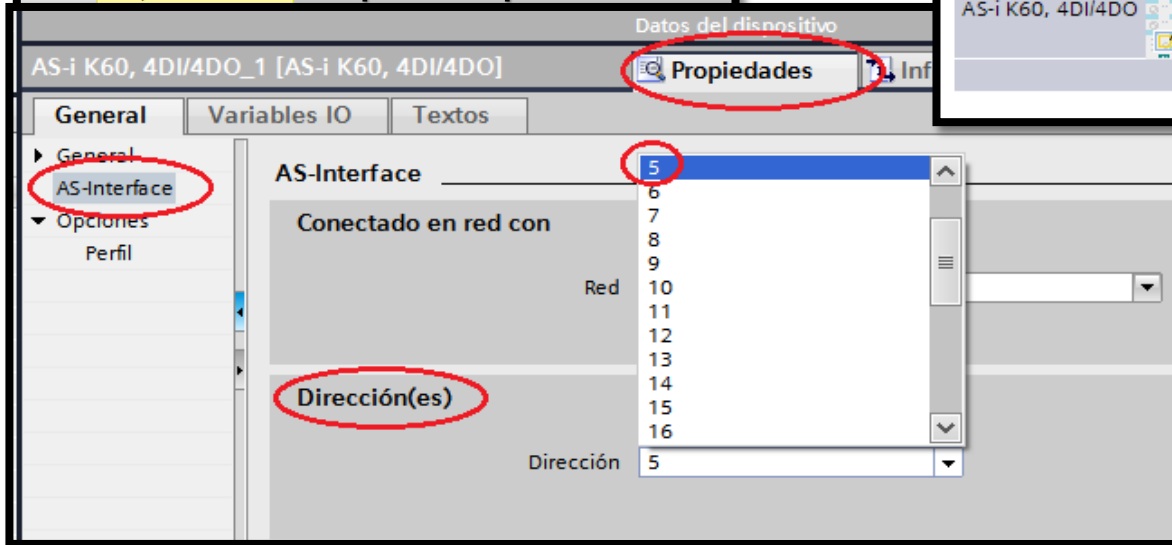 AS-i K60, 4DI/4DO
Datos del dispositivo
AS-i K60, 4DI/4DO_1 [AS-i K60, 4DI/4DO]
Propiedades
Inf
General
Variables IO
Textos
General
AS-Interface
Opciones
Perfil
AS-Interface
Conectado en red con
Red
5
6
7
8
9
10
11
12
13
14
15
16
Dirección(es)
Dirección
5